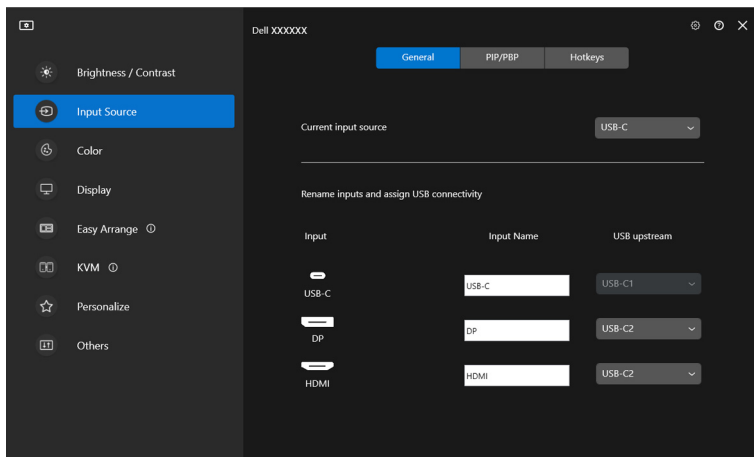 Dell XXXXXX
General PIP/PBP Hotkeys
Brightness / Contrast
Input Source
Color
Display
Easy Arrange
KVM
Personalize
Others
Current input source USB-C
Rename inputs and assign USB connectivity
Input Input Name USB upstream
USB-C USB-C USB-C1
DP DP USB-C2
HDMI HDMI USB-C2